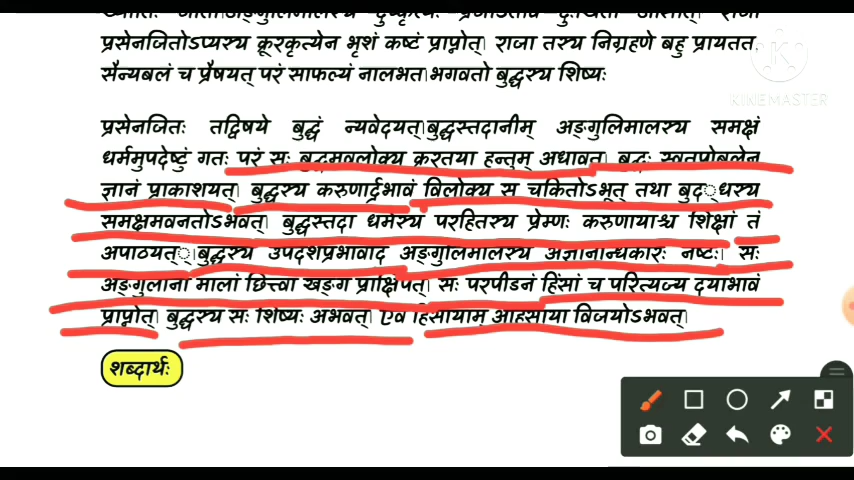 प्रसेनजितोऽप्यस्य क्रूरकृत्येन भृशं कष्टं प्राप्नोत्। राजा तस्य निग्रहणे बहु प्रायतत
सैन्यबलं च प्रैषयत् परं साफल्यं नालभत।भगवतो बुद्धस्य शिष्यः
KINEMASTER
प्रसेनजितः तद्विषये बुद्धं न्यवेदयत्।बुद्धस्तदानीम् अङ्गुलिमालस्य समक्षं
धर्ममुपदेष्टुं गतः परं सः बुद्धमवलोक्य क्रूरतया हन्तुम् अधावत्। बुद्धः स्वतपोबलेन
ज्ञानं प्राकाशयत्। बुद्धस्य करुणार्द्रभावं विलोक्य स चकितोऽभूत् तथा बुद्धस्य
समक्षमवनतोऽभवत्। बुद्धस्तदा धर्मस्य परहितस्य प्रेम्णः करुणायाश्च शिक्षां तं
अपाठयत्। बुद्धस्य उपदेशप्रभावाद् अङ्गुलिमालस्य अज्ञानान्धकारः नष्टः। सः
अङ्गुलीनां मालां छित्त्वा खङ्गं प्राक्षिपत्। सः परपीडनं हिंसां च परित्यज्य दयाभावं
प्राप्नोत्। बुद्धस्य सः शिष्यः अभवत्। एवं हिंसायाम् अहिंसाया विजयोऽभवत्।
शब्दार्थः